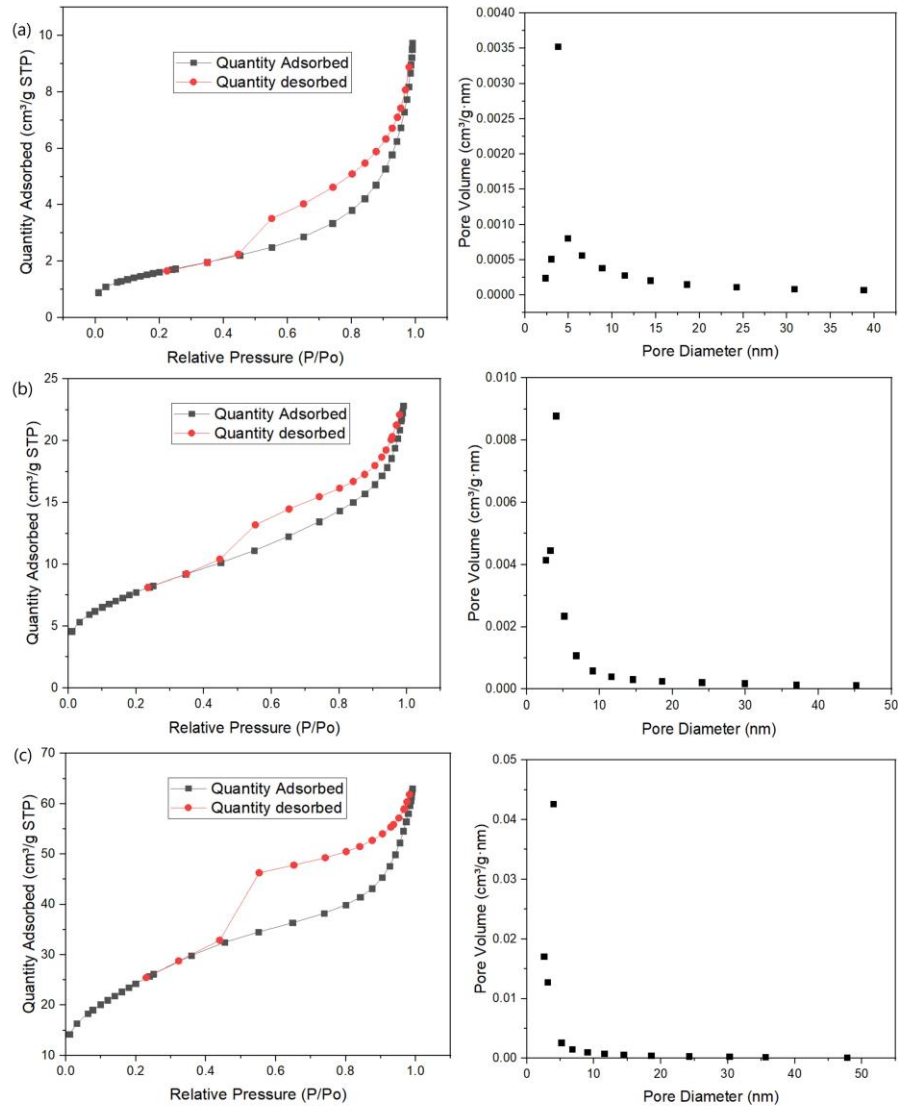 (a)
Quantity Adsorbed (cm³/g STP)
10
8
6
4
2
0
Quantity Adsorbed
Quantity desorbed
0.0 0.2 0.4 0.6 0.8 1.0
Relative Pressure (P/Po)
Pore Volume (cm³/g·nm)
0.0040
0.0035
0.0030
0.0025
0.0020
0.0015
0.0010
0.0005
0.0000
0 5 10 15 20 25 30 35 40
Pore Diameter (nm)
(b)
Quantity Adsorbed (cm³/g STP)
25
20
15
10
5
0
Quantity Adsorbed
Quantity desorbed
0.0 0.2 0.4 0.6 0.8 1.0
Relative Pressure (P/Po)
Pore Volume (cm³/g·nm)
0.010
0.008
0.006
0.004
0.002
0.000
0 10 20 30 40 50
Pore Diameter (nm)
(c)
Quantity Adsorbed (cm³/g STP)
70
60
50
40
30
20
10
Quantity Adsorbed
Quantity desorbed
0.0 0.2 0.4 0.6 0.8 1.0
Relative Pressure (P/Po)
Pore Volume (cm³/g·nm)
0.05
0.04
0.03
0.02
0.01
0.00
0 10 20 30 40 50
Pore Diameter (nm)